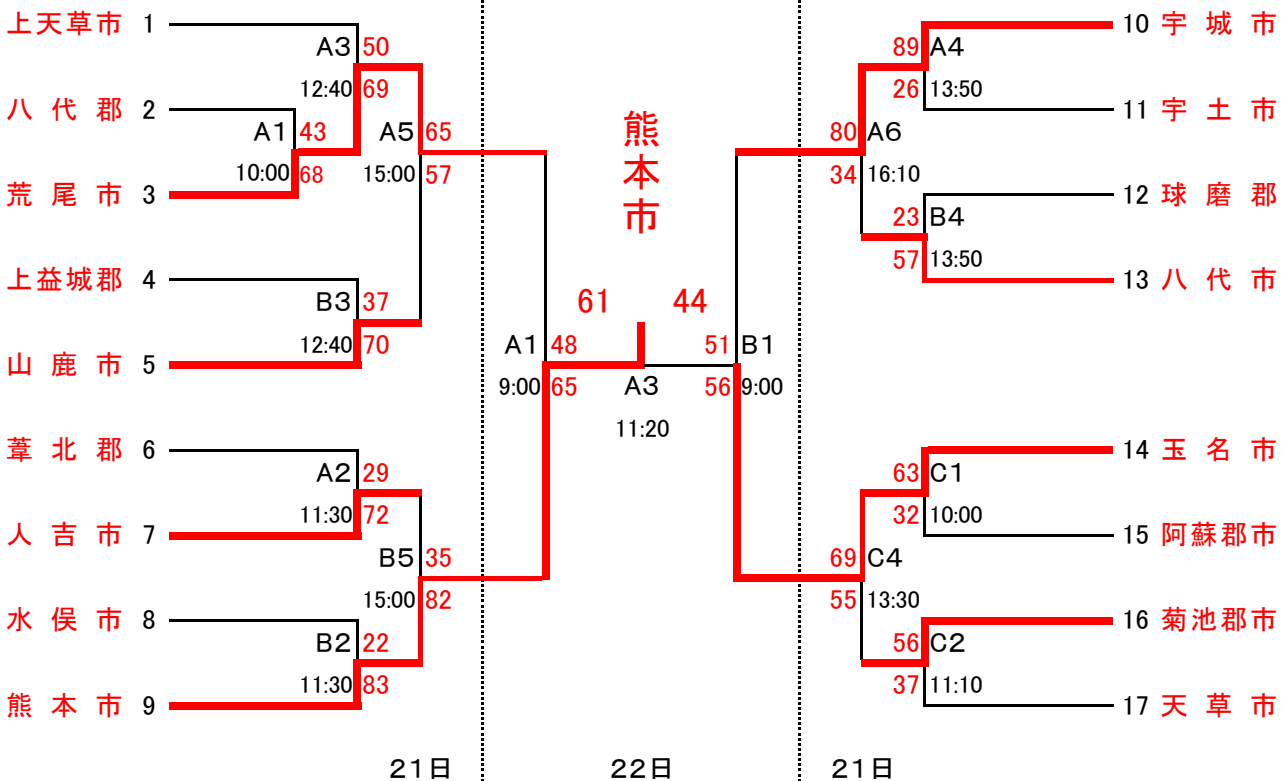 上天草市 1
A3 50
12:40 69
八代郡 2
A1 43
10:00 68
荒尾市 3
A5 65
15:00 57
上益城郡 4
B3 37
12:40 70
山鹿市 5
葦北郡 6
A2 29
11:30 72
人吉市 7
B5 35
15:00 82
水俣市 8
B2 22
11:30 83
熊本市 9
21日
熊本市
61 44
A1 48
9:00 65
A3
11:20
51 B1
56 9:00
22日
10 宇城市
89 A4
26 13:50
11 宇土市
80 A6
34 16:10
12 球磨郡
23 B4
57 13:50
13 八代市
14 玉名市
63 C1
32 10:00
15 阿蘇郡市
69 C4
55 13:30
16 菊池郡市
56 C2
37 11:10
17 天草市
21日